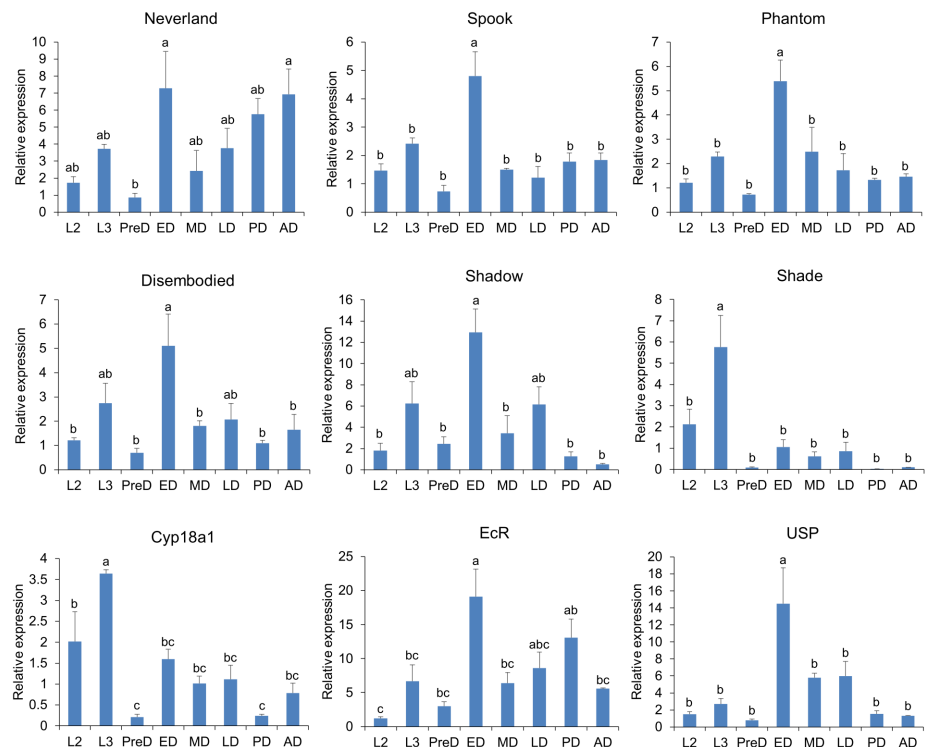 Neverland
Relative expression
10
9
8
7
6
5
4
3
2
1
0
ab
ab
b
a
ab
ab
ab
a
L2 L3 PreD ED MD LD PD AD
Spook
Relative expression
6
5
4
3
2
1
0
b
b
b
a
b
b
b
b
L2 L3 PreD ED MD LD PD AD
Phantom
Relative expression
7
6
5
4
3
2
1
0
b
b
b
a
b
b
b
b
L2 L3 PreD ED MD LD PD AD
Disembodied
Relative expression
7
6
5
4
3
2
1
0
b
ab
b
a
b
ab
b
b
L2 L3 PreD ED MD LD PD AD
Shadow
Relative expression
16
14
12
10
8
6
4
2
0
b
ab
b
a
b
ab
b
b
L2 L3 PreD ED MD LD PD AD
Shade
Relative expression
8
7
6
5
4
3
2
1
0
b
a
b
b
b
b
b
b
L2 L3 PreD ED MD LD PD AD
Cyp18a1
Relative expression
4
3.5
3
2.5
2
1.5
1
0.5
0
b
a
c
bc
bc
bc
c
bc
L2 L3 PreD ED MD LD PD AD
EcR
Relative expression
25
20
15
10
5
0
c
bc
bc
a
bc
abc
ab
bc
L2 L3 PreD ED MD LD PD AD
USP
Relative expression
20
18
16
14
12
10
8
6
4
2
0
b
b
b
a
b
b
b
b
L2 L3 PreD ED MD LD PD AD